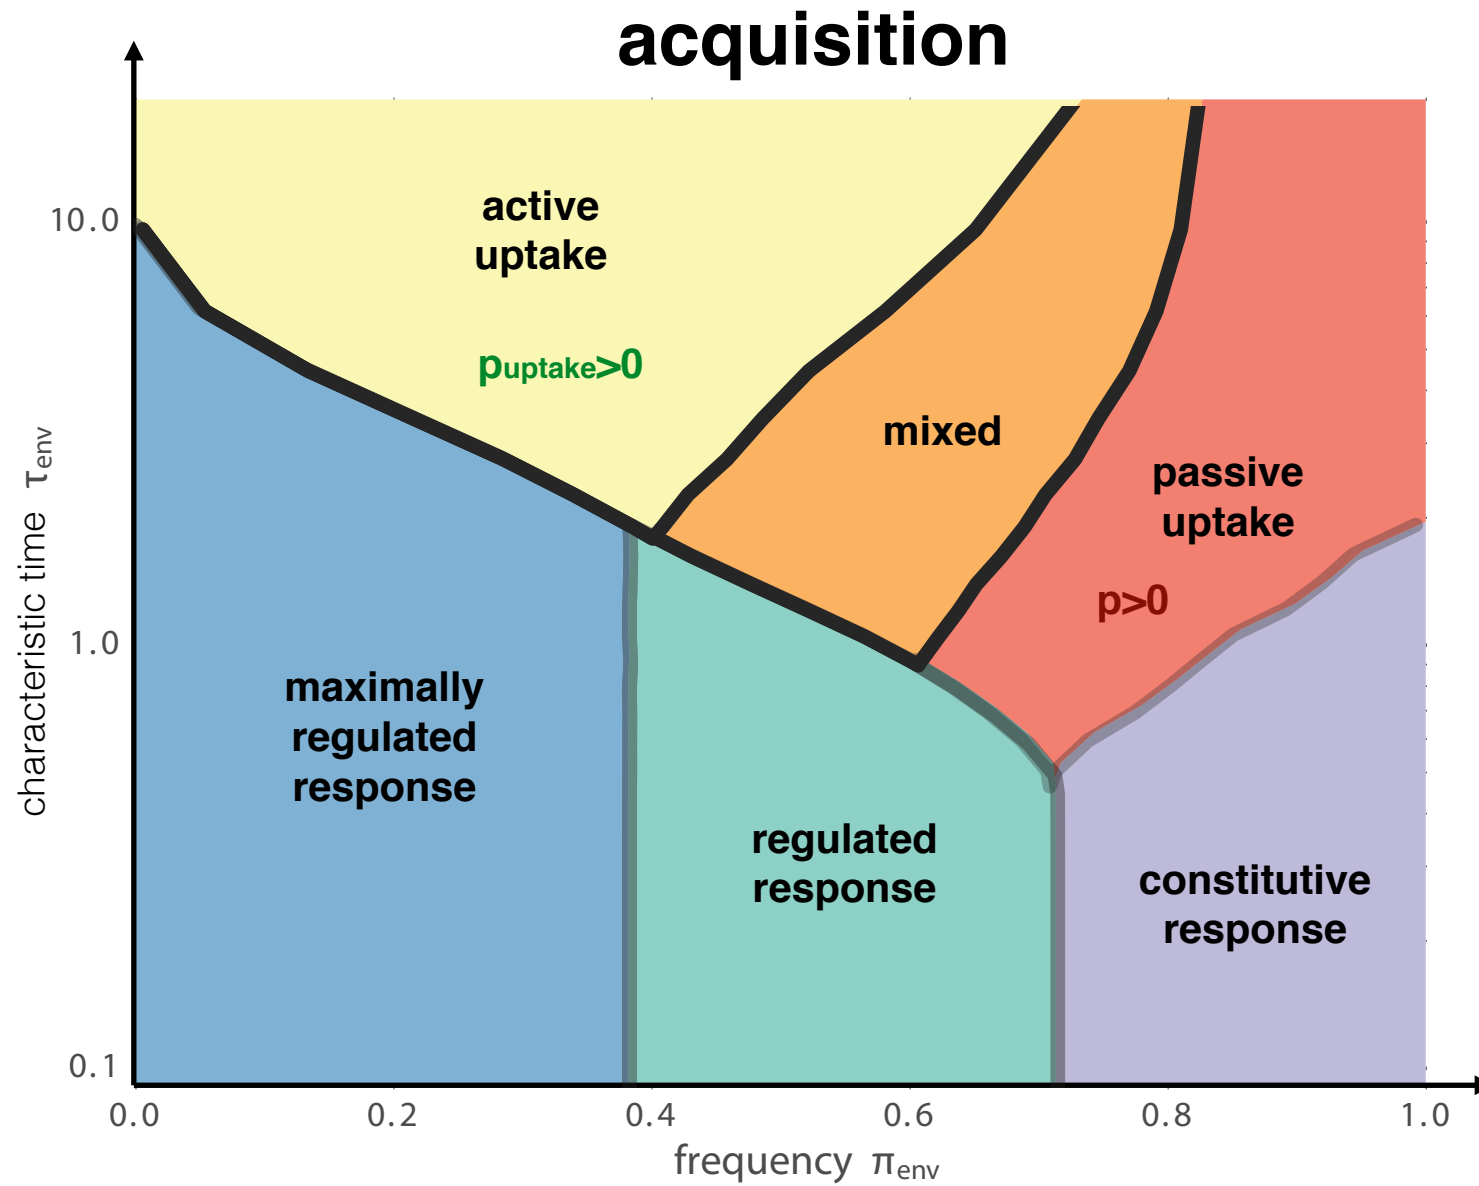 acquisition
10.0
1.0
0.1
characteristic time τenv
active
uptake
puptake>0
mixed
passive
uptake
p>0
maximally
regulated
response
regulated
response
constitutive
response
0.0 0.2 0.4 0.6 0.8 1.0
frequency πenv